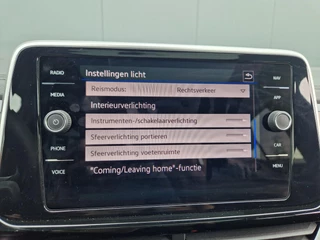 RADIO
Instellingen licht
NAV
Reismodus: Rechtsverkeer
MEDIA
APP
Interieurverlichting
Instrumenten-/schakelaarverlichting
Sfeerverlichting portieren
PHONE
CAR
Sfeerverlichting voetenruimte
VOICE
"Coming/Leaving home"-functie
MENU